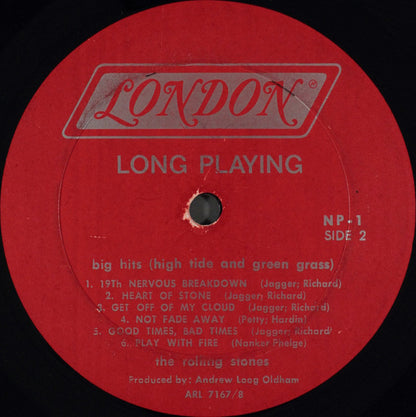 LONDON®
LONG PLAYING
NP-1
SIDE 2
big hits (high tide and green grass)
1. 19Th NERVOUS BREAKDOWN (Jagger; Richard)
2. HEART OF STONE (Jagger; Richard)
3. GET OFF OF MY CLOUD (Jagger; Richard)
4. NOT FADE AWAY (Petty; Hardin)
5. GOOD TIMES, BAD TIMES (Jagger; Richard)
6. PLAY WITH FIRE (Nanker Phelge)
the rolling stones
Produced by: Andrew Loog Oldham
ARL 7167/8